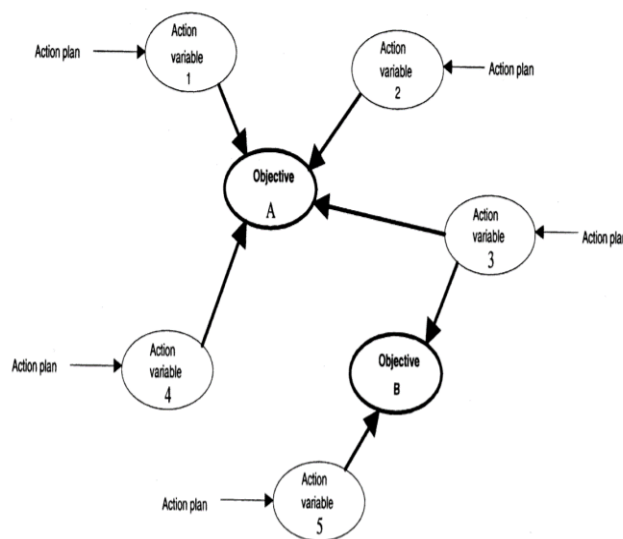 Action plan
Action
variable
1
Action
variable
2
Action plan
Objective
A
Action
variable
3
Action plan
Action plan
Action
variable
4
Objective
B
Action plan
Action
variable
5